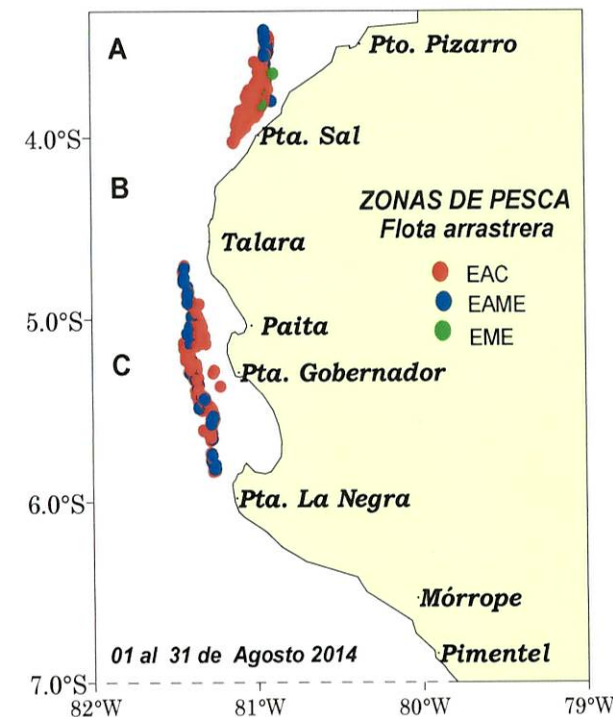 A
Pto. Pizarro
4.0°S
Pta. Sal
B
ZONAS DE PESCA
Flota arrastrera
Talara
EAC
EAME
EME
5.0°S
Paita
C
Pta. Gobernador
6.0°S
Pta. La Negra
Mórrope
01 al 31 de Agosto 2014
Pimentel
7.0°S
82°W
81°W
80°W
79°W